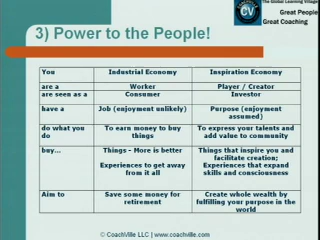 The Global Learning Village
CV
Great People
Great Coaching
3) Power to the People!
You Industrial Economy Inspiration Economy
are a Worker Player / Creator
are seen as a Consumer Investor
have a Job (enjoyment unlikely) Purpose (enjoyment
assumed)
do what you To earn money to buy To express your talents and
do things add value to community
buy... Things - More is better Things that inspire you and
facilitate creation;
Experiences to get away Experiences that expand
from it all skills and consciousness
Aim to Save some money for Create whole wealth by
retirement fulfilling your purpose in the
world
© CoachVille LLC | www.coachville.com